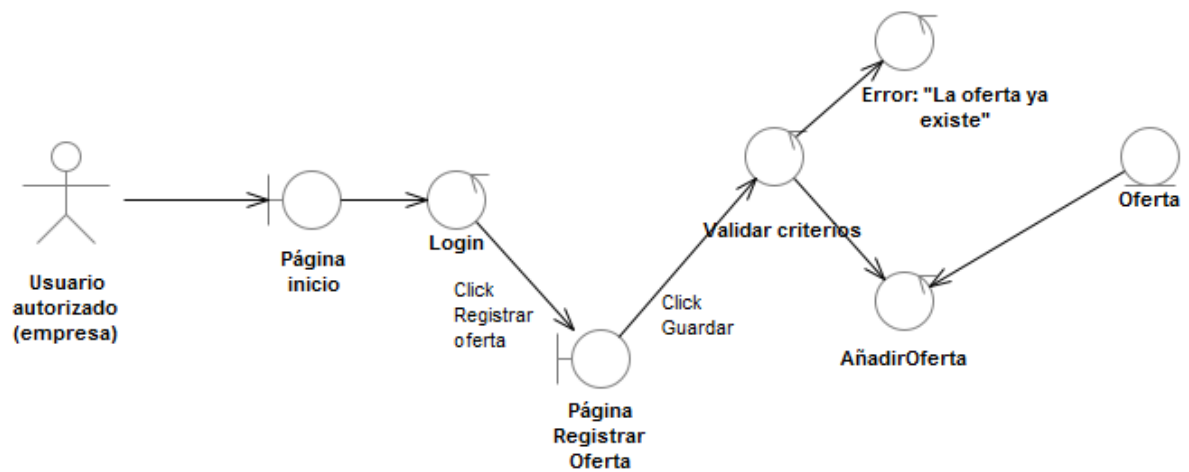 Usuario
autorizado
(empresa)
Página
inicio
Login
Click
Registrar
oferta
Página
Registrar
Oferta
Click
Guardar
Validar criterios
Error: "La oferta ya
existe"
AñadirOferta
Oferta